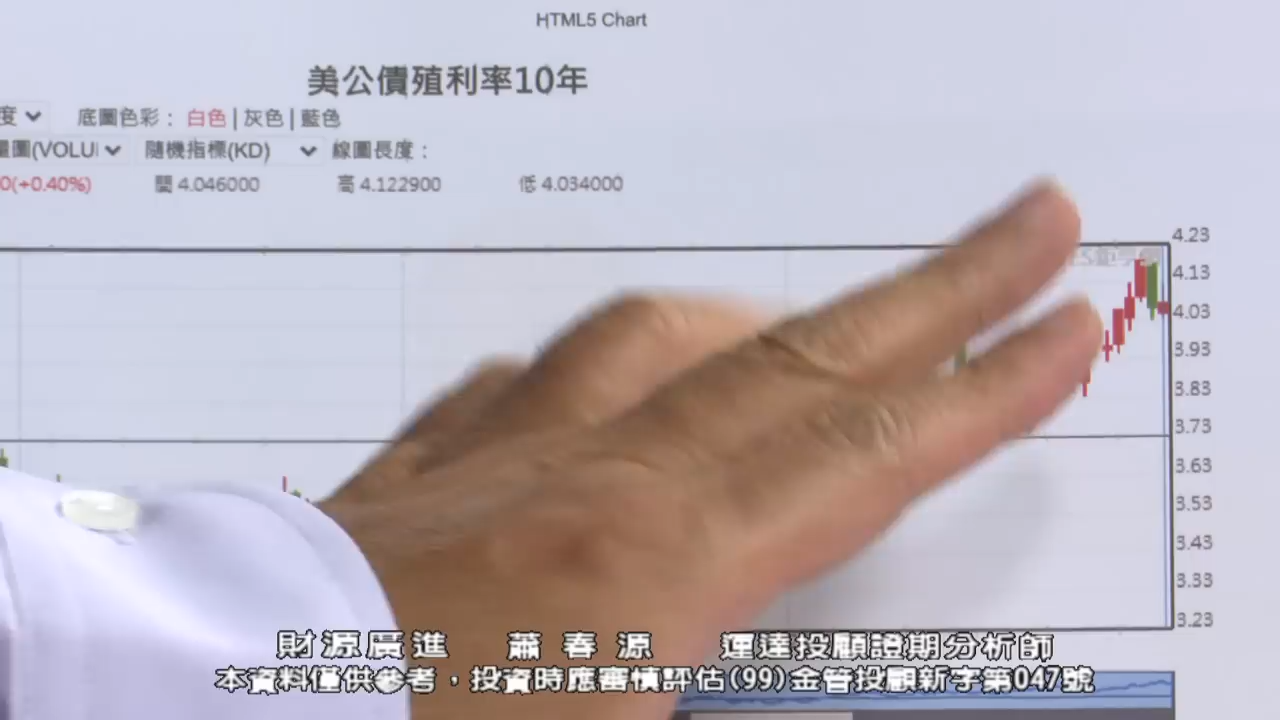 HTML5 Chart
美公債殖利率10年
度 底圖色彩： 白色 | 灰色 | 藍色
量圖(VOLU 隨機指標(KD) 線圖長度：
0(+0.40%) 開 4.046000 高 4.122900 低 4.034000
4.23
4.13
4.03
3.93
3.83
3.73
3.63
3.53
3.43
3.33
3.23
財源廣進 蕭春源 運達投顧證期分析師
本資料僅供參考，投資時應審慎評估(99)金管投顧新字第047號